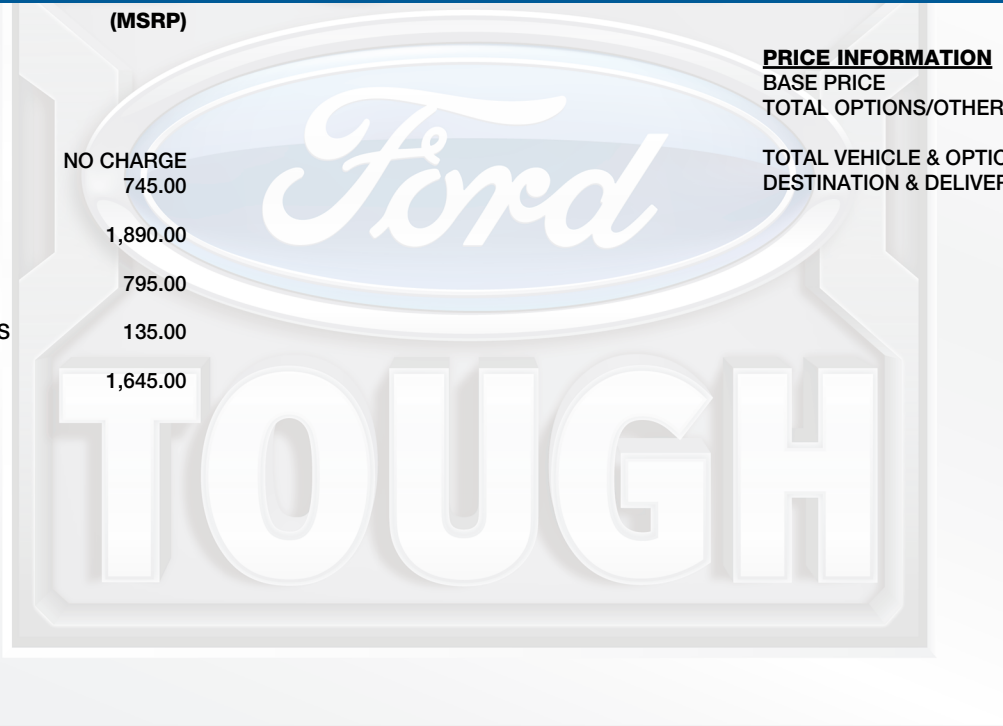 (MSRP)
NO CHARGE
745.00
1,890.00
795.00
S 135.00
1,645.00
PRICE INFORMATION
BASE PRICE
TOTAL OPTIONS/OTHER
TOTAL VEHICLE & OPTIO
DESTINATION & DELIVER
Ford
TOUGH